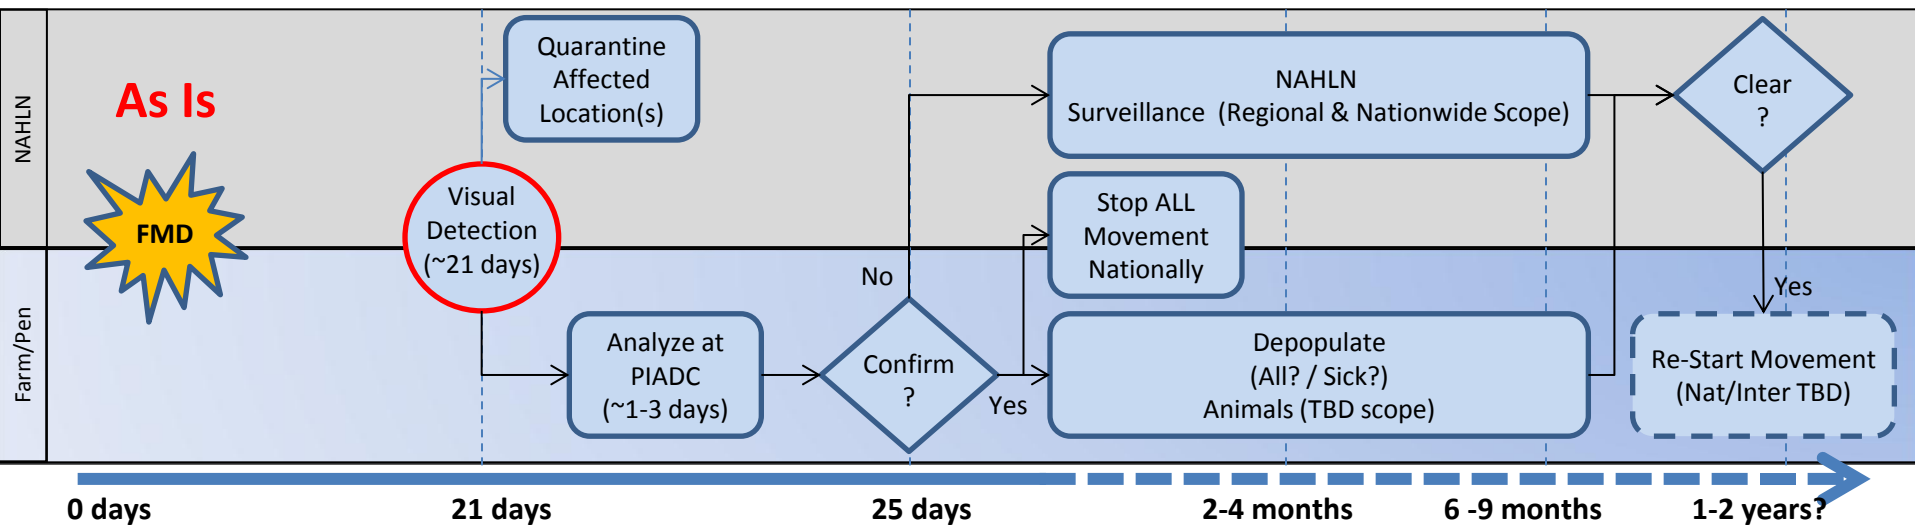 NAHLN
As Is
FMD
Quarantine
Affected
Location(s)
Visual
Detection
(~21 days)
NAHLN
Surveillance (Regional & Nationwide Scope)
Clear
?
Stop ALL
Movement
Nationally
Farm/Pen
Analyze at
PIADC
(~1-3 days)
No
Confirm
?
Yes
Depopulate
(All? / Sick?)
Animals (TBD scope)
Yes
Re-Start Movement
(Nat/Inter TBD)
0 days
21 days
25 days
2-4 months
6 -9 months
1-2 years?